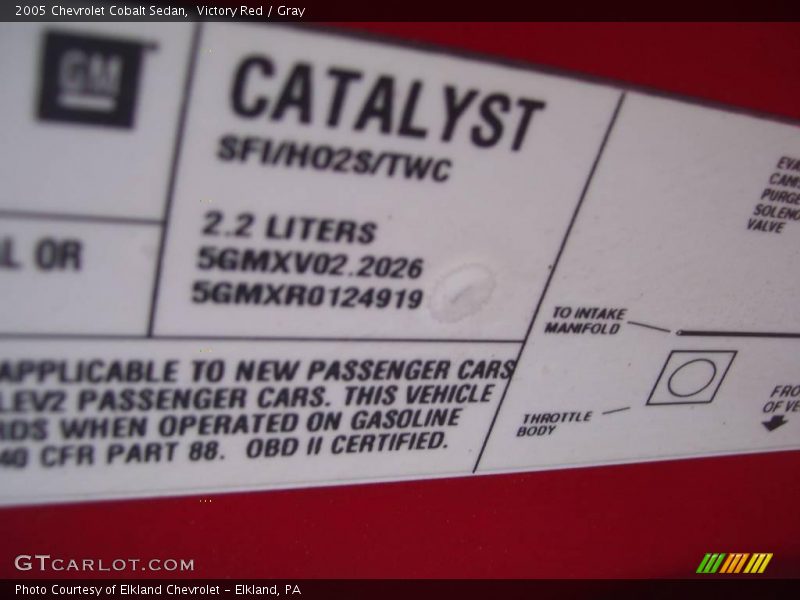 2005 Chevrolet Cobalt Sedan, Victory Red / Gray
GM
CATALYST
SFI/HO2S/TWC
2.2 LITERS
5GMXV02.2026
5GMXR0124919
L OR
APPLICABLE TO NEW PASSENGER CARS
LEV2 PASSENGER CARS. THIS VEHICLE
RDS WHEN OPERATED ON GASOLINE
40 CFR PART 88. OBD II CERTIFIED.
EVA
CANI
PURGE
SOLENO
VALVE
TO INTAKE
MANIFOLD
THROTTLE
BODY
FRO
OF VE
GTCARLOT.COM
Photo Courtesy of Elkland Chevrolet - Elkland, PA